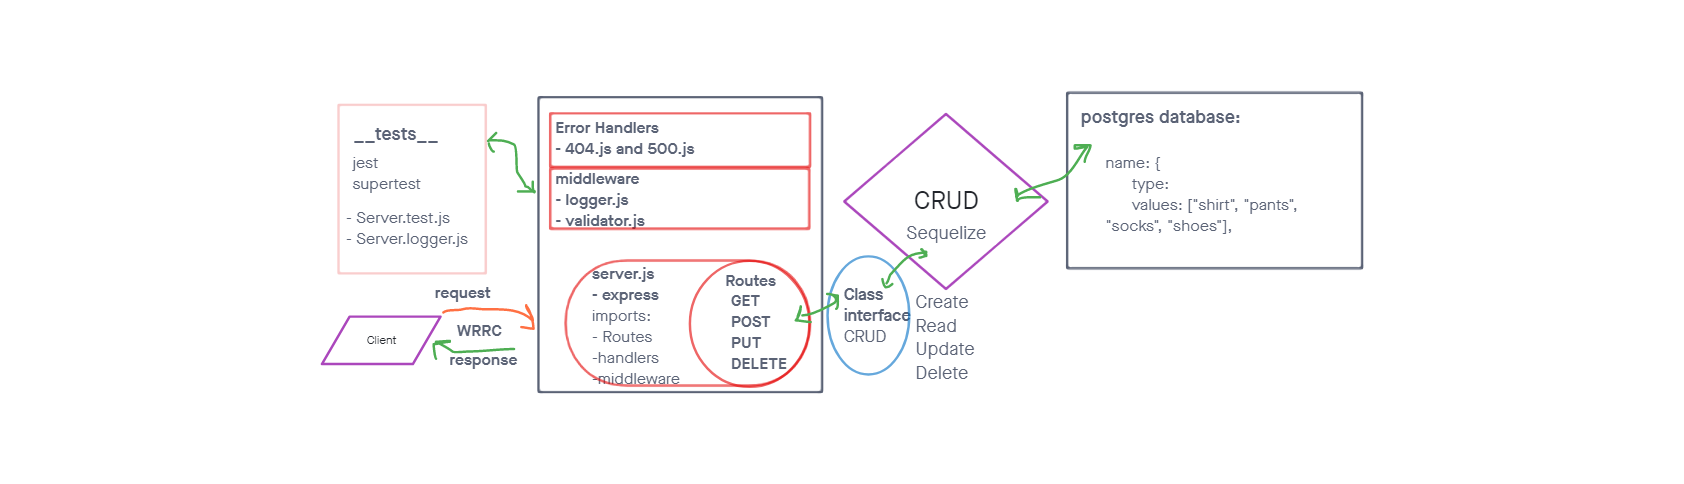 __tests__
jest
supertest
- Server.test.js
- Server.logger.js
request
Client
WRRC
response
Error Handlers
- 404.js and 500.js
middleware
- logger.js
- validator.js
server.js
- express
imports:
- Routes
-handlers
-middleware
Routes
GET
POST
PUT
DELETE
Class
interface
CRUD
CRUD
Sequelize
Create
Read
Update
Delete
postgres database:
name: {
type:
values: ["shirt", "pants",
"socks", "shoes"],